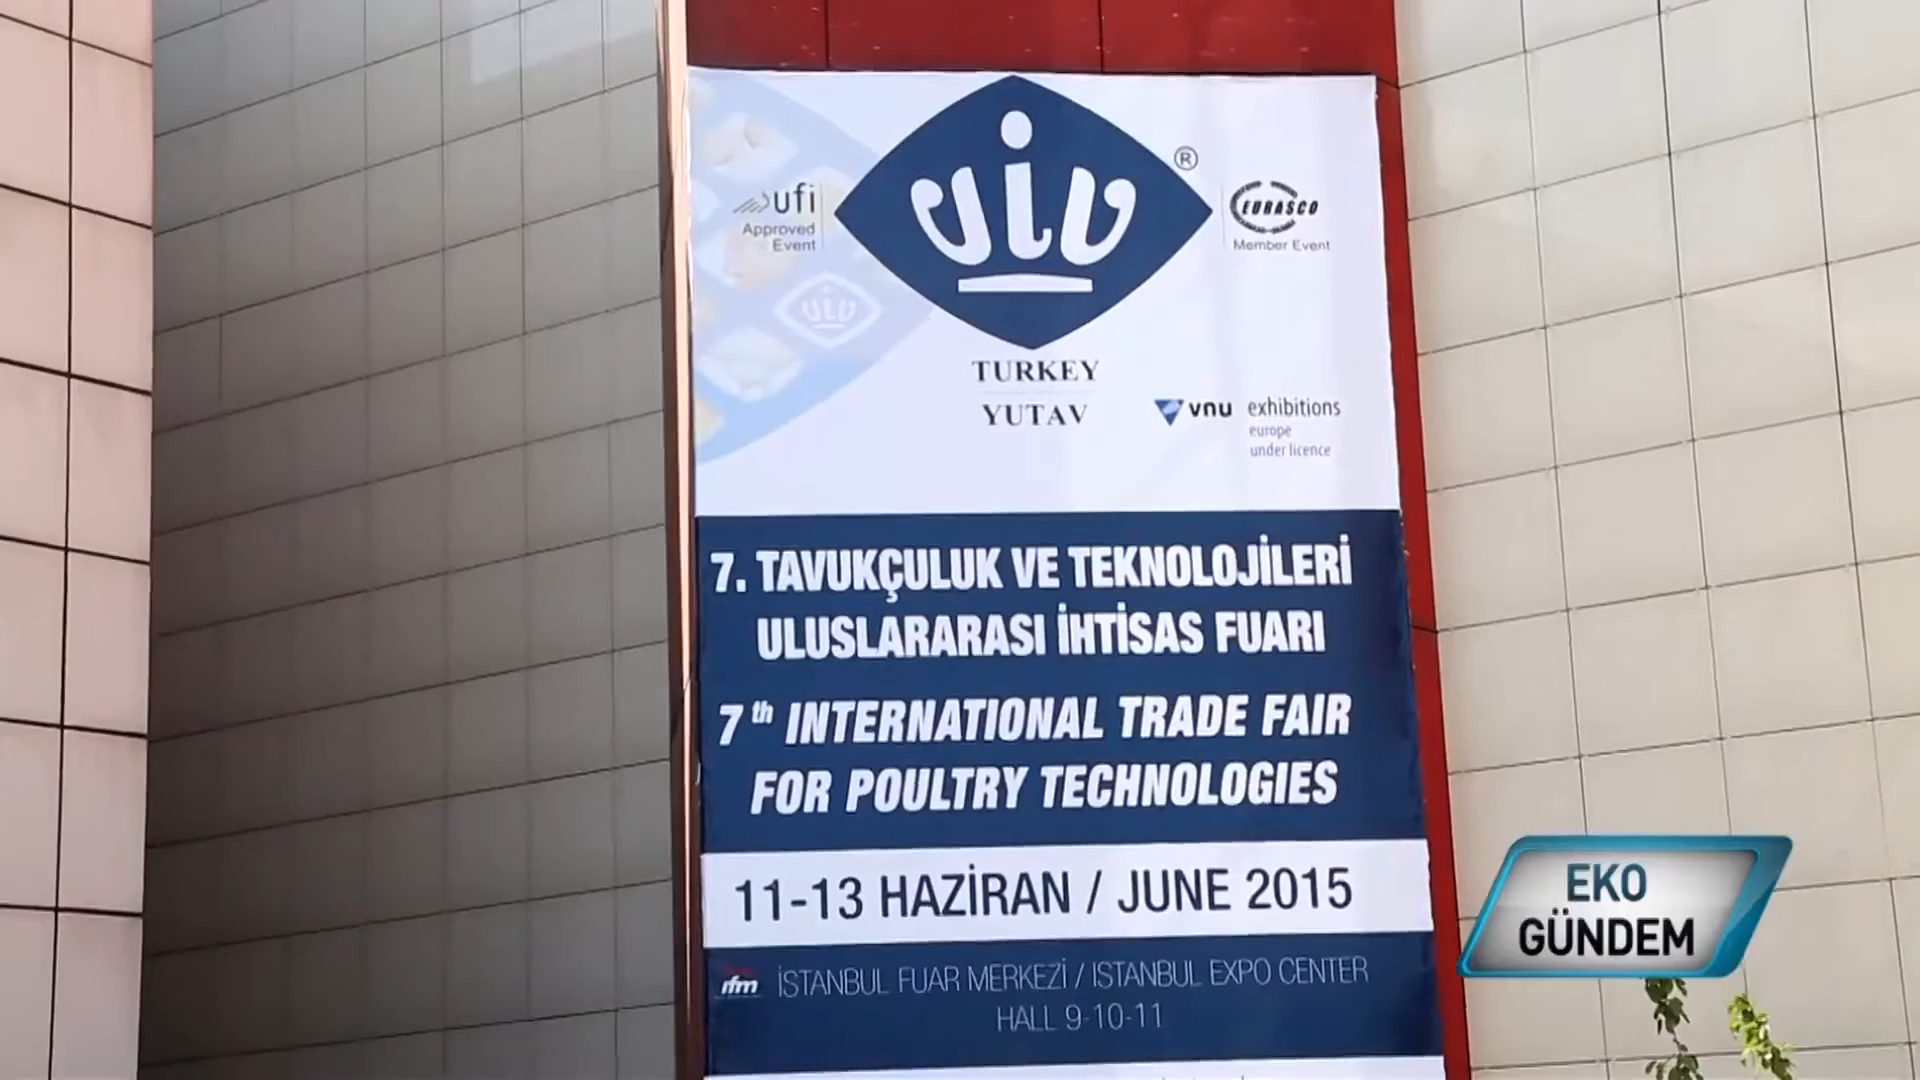 viv ®
ufi
Approved
Event
EURASCO
Member Event
viv
TURKEY
YUTAV
vnu exhibitions
europe
under licence
7. TAVUKÇULUK VE TEKNOLOJİLERİ
ULUSLARARASI İHTİSAS FUARI
7th INTERNATIONAL TRADE FAIR
FOR POULTRY TECHNOLOGIES
11-13 HAZİRAN / JUNE 2015
ifm İSTANBUL FUAR MERKEZİ / ISTANBUL EXPO CENTER
HALL 9-10-11
EKO
GÜNDEM